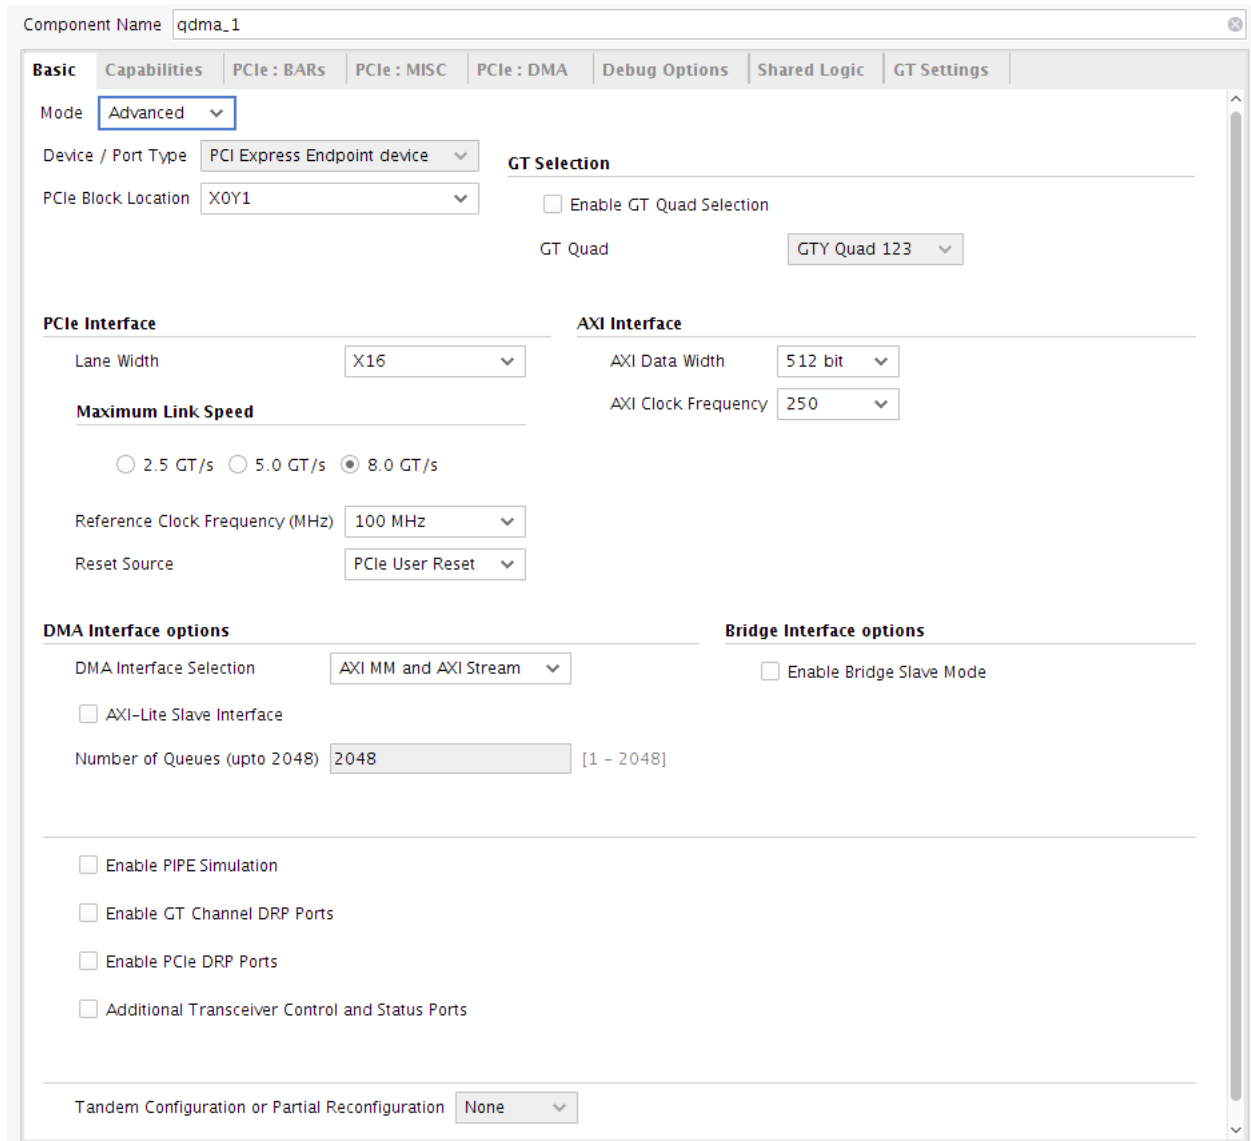 Component Name qdma_1
Basic Capabilities PCIe : BARs PCIe : MISC PCIe : DMA Debug Options Shared Logic GT Settings
Mode Advanced
Device / Port Type PCI Express Endpoint device
GT Selection
PCIe Block Location X0Y1
Enable GT Quad Selection
GT Quad GTY Quad 123
PCIe Interface AXI Interface
Lane Width X16 AXI Data Width 512 bit
AXI Clock Frequency 250
Maximum Link Speed
2.5 GT/s 5.0 GT/s 8.0 GT/s
Reference Clock Frequency (MHz) 100 MHz
Reset Source PCIe User Reset
DMA Interface options Bridge Interface options
DMA Interface Selection AXI MM and AXI Stream Enable Bridge Slave Mode
AXI-Lite Slave Interface
Number of Queues (upto 2048) 2048 [1 - 2048]
Enable PIPE Simulation
Enable GT Channel DRP Ports
Enable PCIe DRP Ports
Additional Transceiver Control and Status Ports
Tandem Configuration or Partial Reconfiguration None